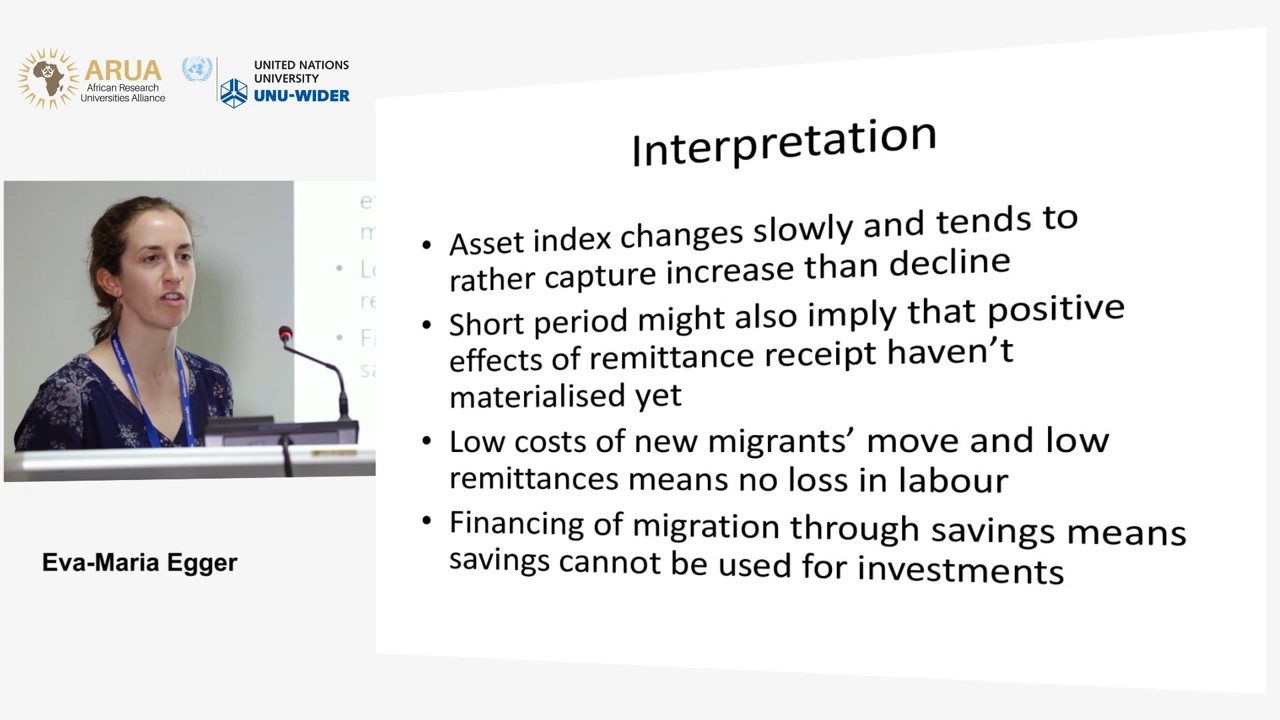 ARUA
African Research
Universities Alliance
UNITED NATIONS
UNIVERSITY
UNU-WIDER
Interpretation
• Asset index changes slowly and tends to
rather capture increase than decline
• Short period might also imply that positive
effects of remittance receipt haven’t
materialised yet
• Low costs of new migrants’ move and low
remittances means no loss in labour
• Financing of migration through savings means
savings cannot be used for investments
Eva-Maria Egger